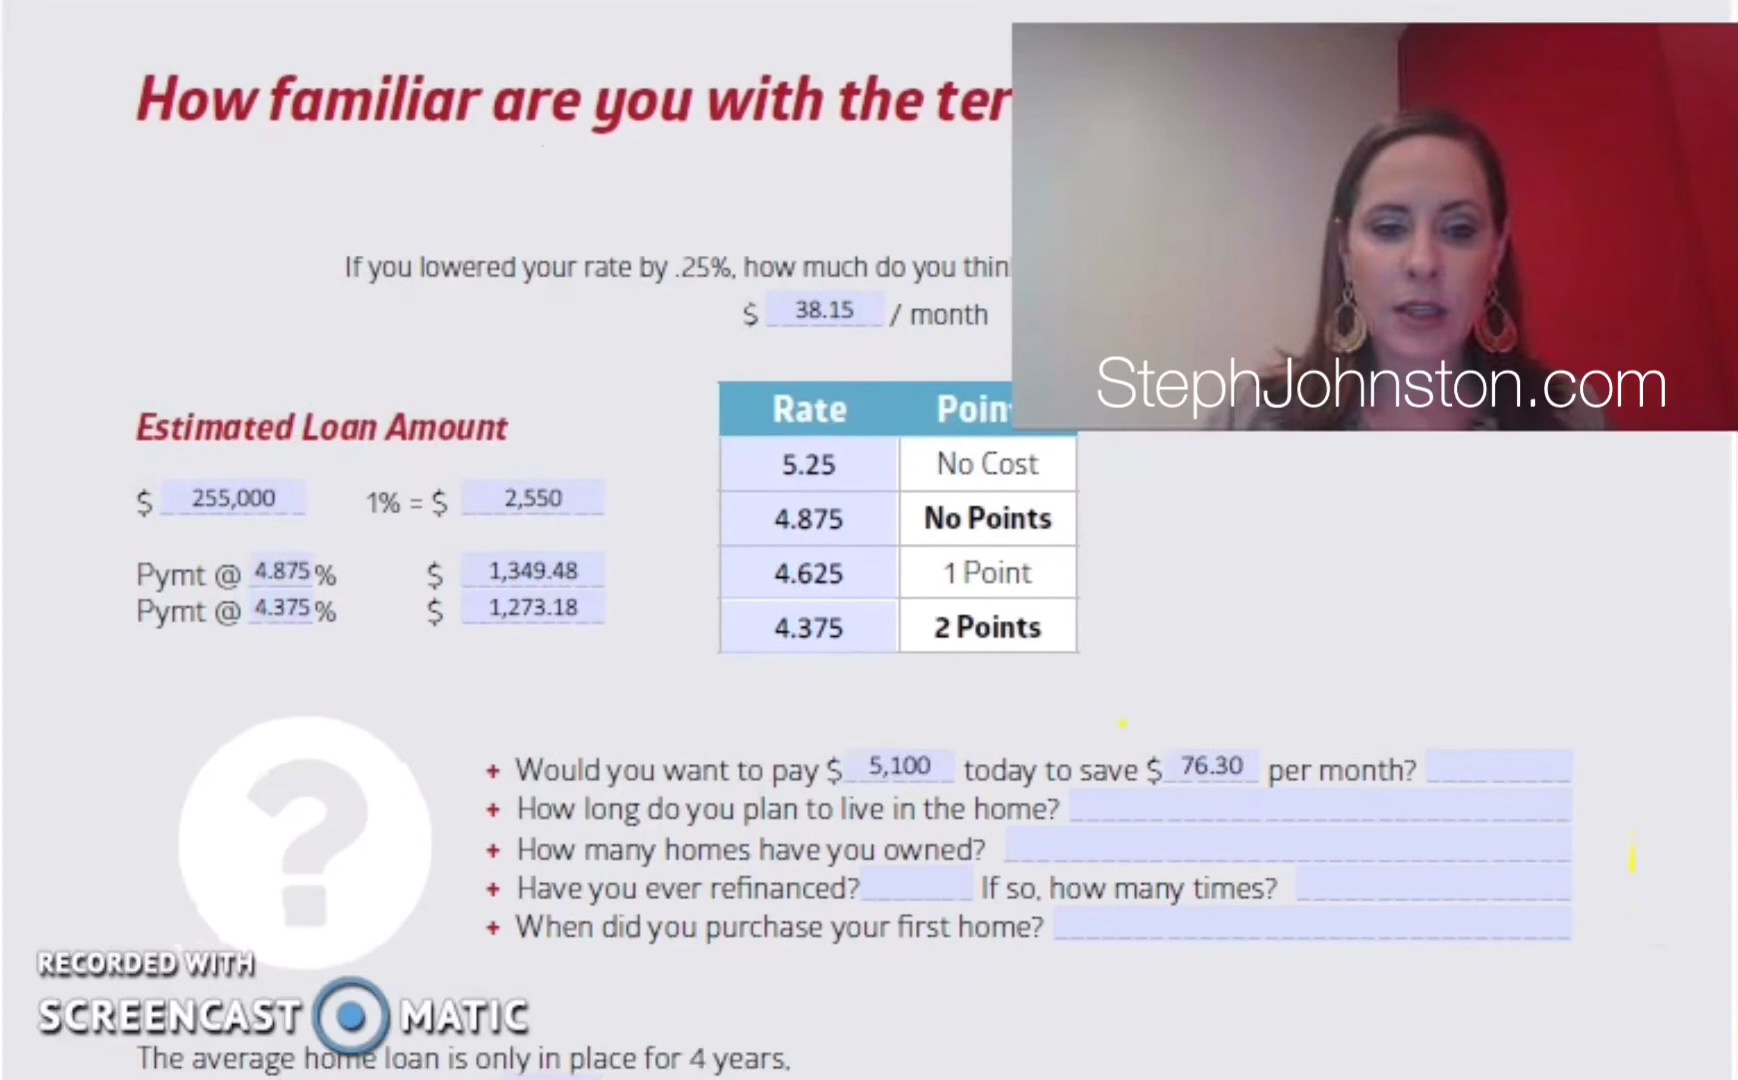 How familiar are you with the ter
If you lowered your rate by .25%, how much do you thin
$ 38.15 / month
StephJohnston.com
Estimated Loan Amount
$ 255,000 1% = $ 2,550
Pymt @ 4.875 % $ 1,349.48
Pymt @ 4.375 % $ 1,273.18
Rate Poin
5.25 No Cost
4.875 No Points
4.625 1 Point
4.375 2 Points
?
+ Would you want to pay $ 5,100 today to save $ 76.30 per month?
+ How long do you plan to live in the home?
+ How many homes have you owned?
+ Have you ever refinanced? If so, how many times?
+ When did you purchase your first home?
RECORDED WITH
SCREENCAST MATIC
The average home loan is only in place for 4 years,